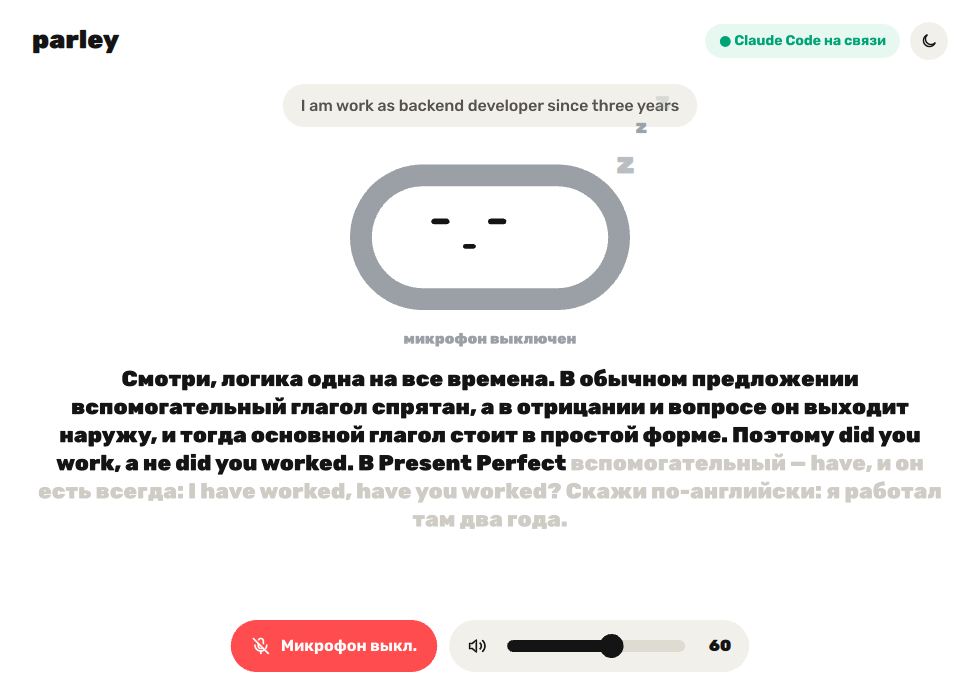 parley
Claude Code на связи
I am work as backend developer since three years
z
z
z
микрофон выключен
Смотри, логика одна на все времена. В обычном предложении
вспомогательный глагол спрятан, а в отрицании и вопросе он выходит
наружу, и тогда основной глагол стоит в простой форме. Поэтому did you
work, а не did you worked. В Present Perfect вспомогательный — have, и он
есть всегда: I have worked, have you worked? Скажи по-английски: я работал
там два года.
Микрофон выкл.
60